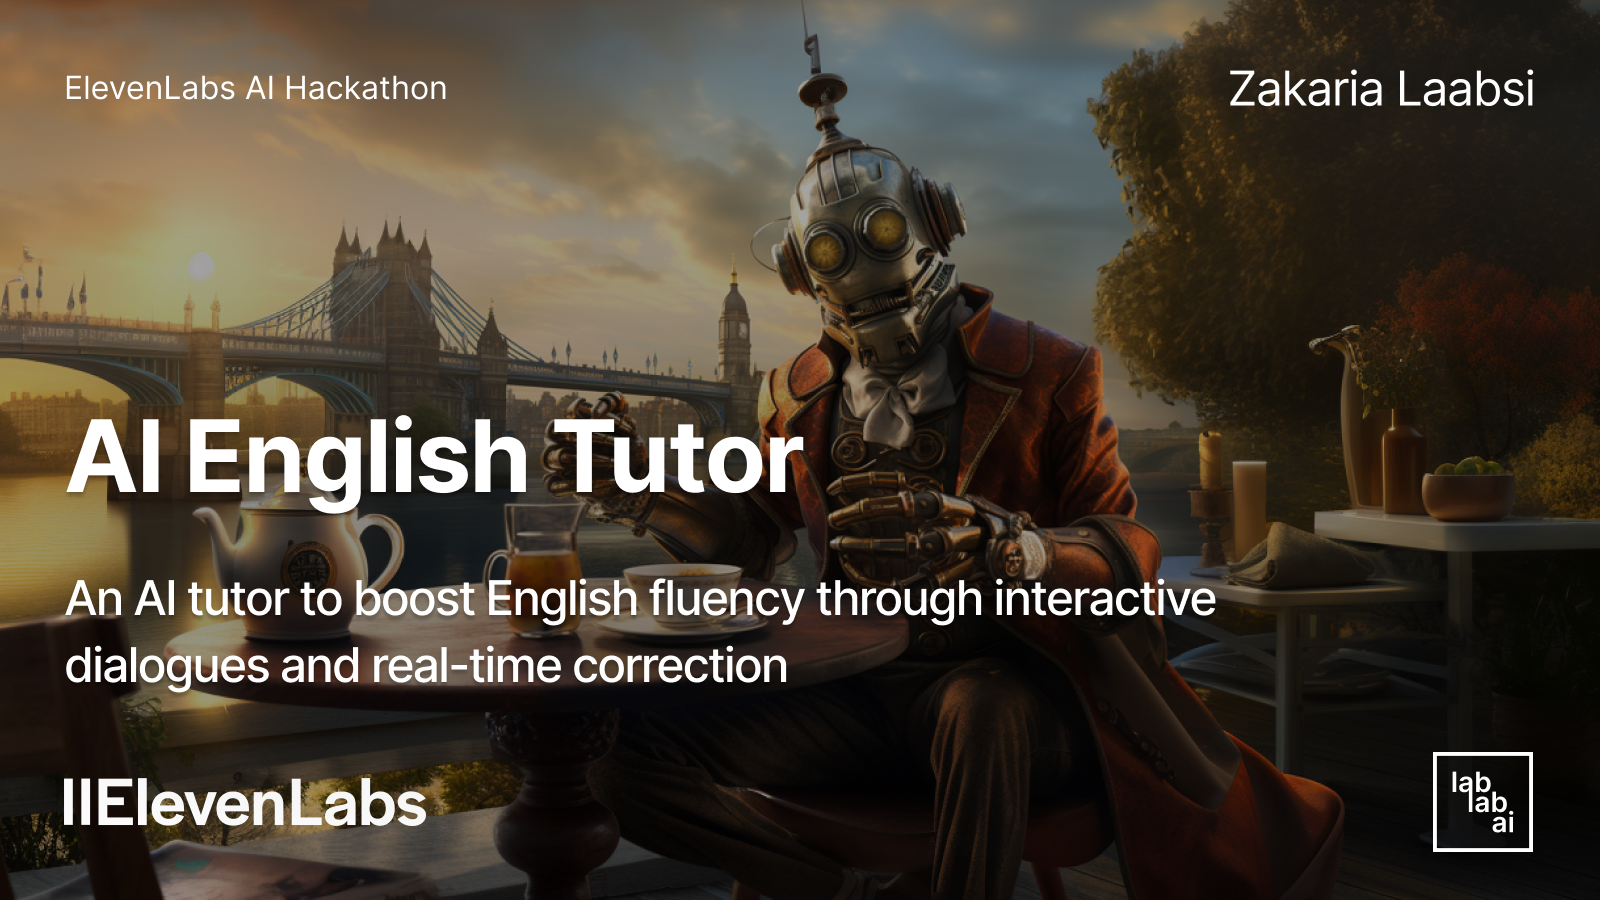 ElevenLabs AI Hackathon
Zakaria Laabsi
AI English Tutor
An AI tutor to boost English fluency through interactive
dialogues and real-time correction
IIElevenLabs
lab
lab
ai